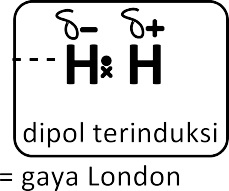 δ− δ+
H H
dipol terinduksi
= gaya London